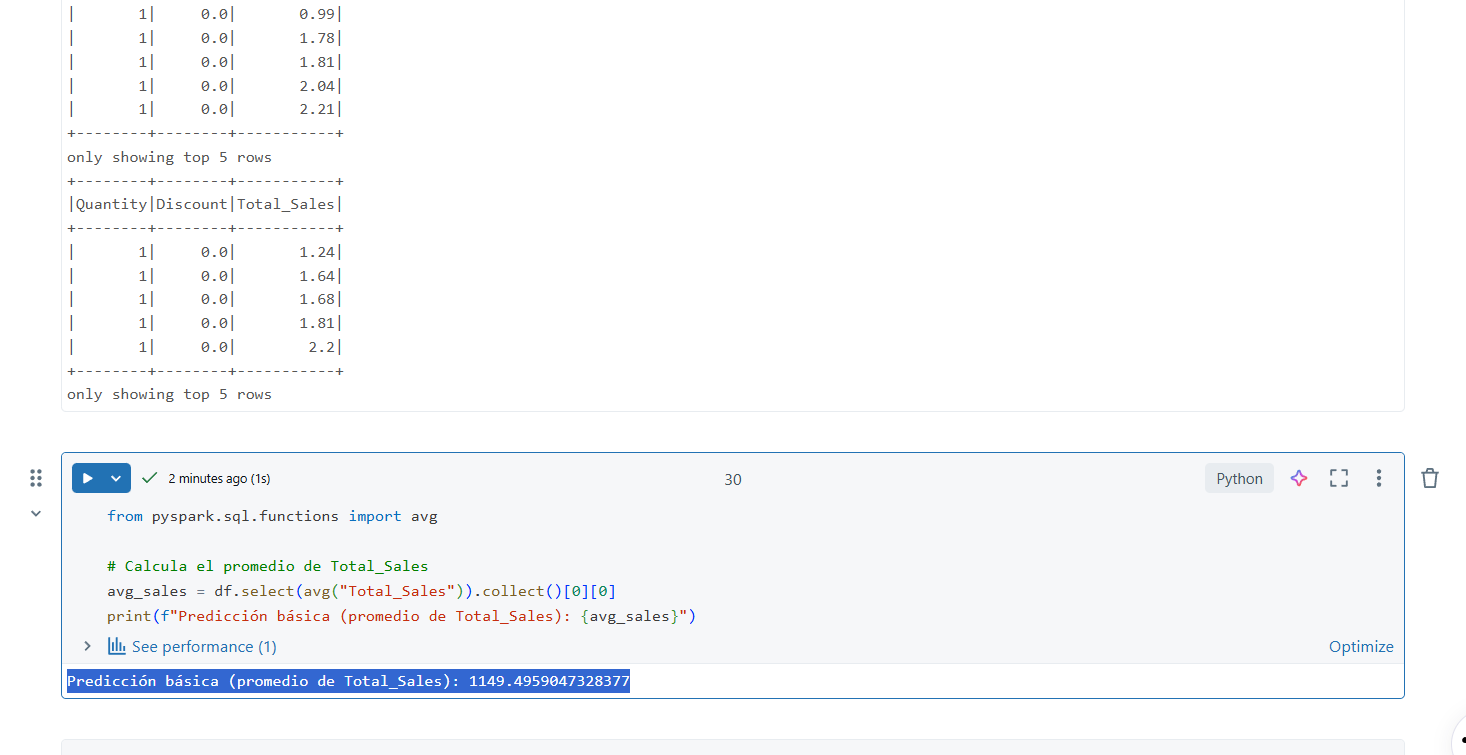 |       1|     0.0|       0.99|
|       1|     0.0|       1.78|
|       1|     0.0|       1.81|
|       1|     0.0|       2.04|
|       1|     0.0|       2.21|
+--------+--------+-----------+
only showing top 5 rows
+--------+--------+-----------+
|Quantity|Discount|Total_Sales|
+--------+--------+-----------+
|       1|     0.0|       1.24|
|       1|     0.0|       1.64|
|       1|     0.0|       1.68|
|       1|     0.0|       1.81|
|       1|     0.0|        2.2|
+--------+--------+-----------+
only showing top 5 rows
2 minutes ago (1s)
30
Python
from pyspark.sql.functions import avg
# Calcula el promedio de Total_Sales
avg_sales = df.select(avg("Total_Sales")).collect()[0][0]
print(f"Predicción básica (promedio de Total_Sales): {avg_sales}")
See performance (1)
Optimize
Predicción básica (promedio de Total_Sales): 1149.4959047328377